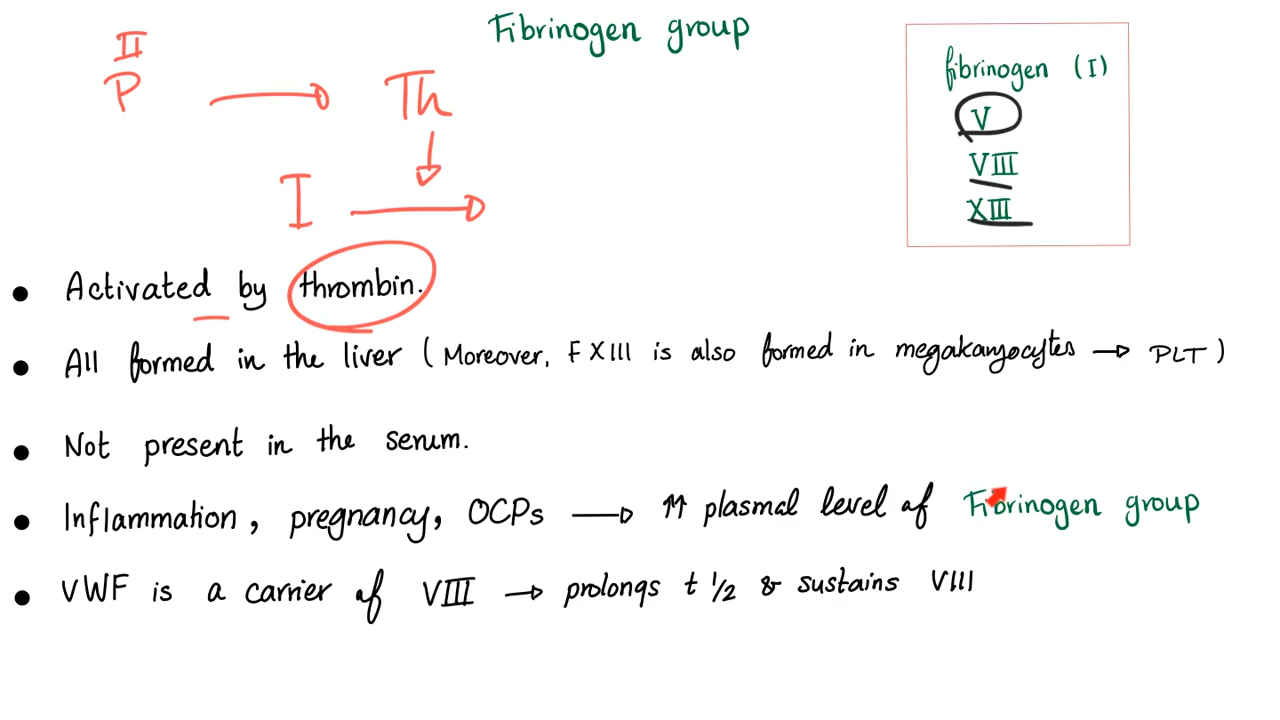 Fibrinogen group
II
P → Th
↓
I →
fibrinogen (I)
V
VIII
XIII
• Activated by thrombin.
• All formed in the liver (Moreover, FXIII is also formed in megakaryocytes → PLT)
• Not present in the serum.
• Inflammation, pregnancy, OCPs → ↑↑ plasmal level of Fibrinogen group
• VWF is a carrier of VIII → prolongs t 1/2 & sustains VIII